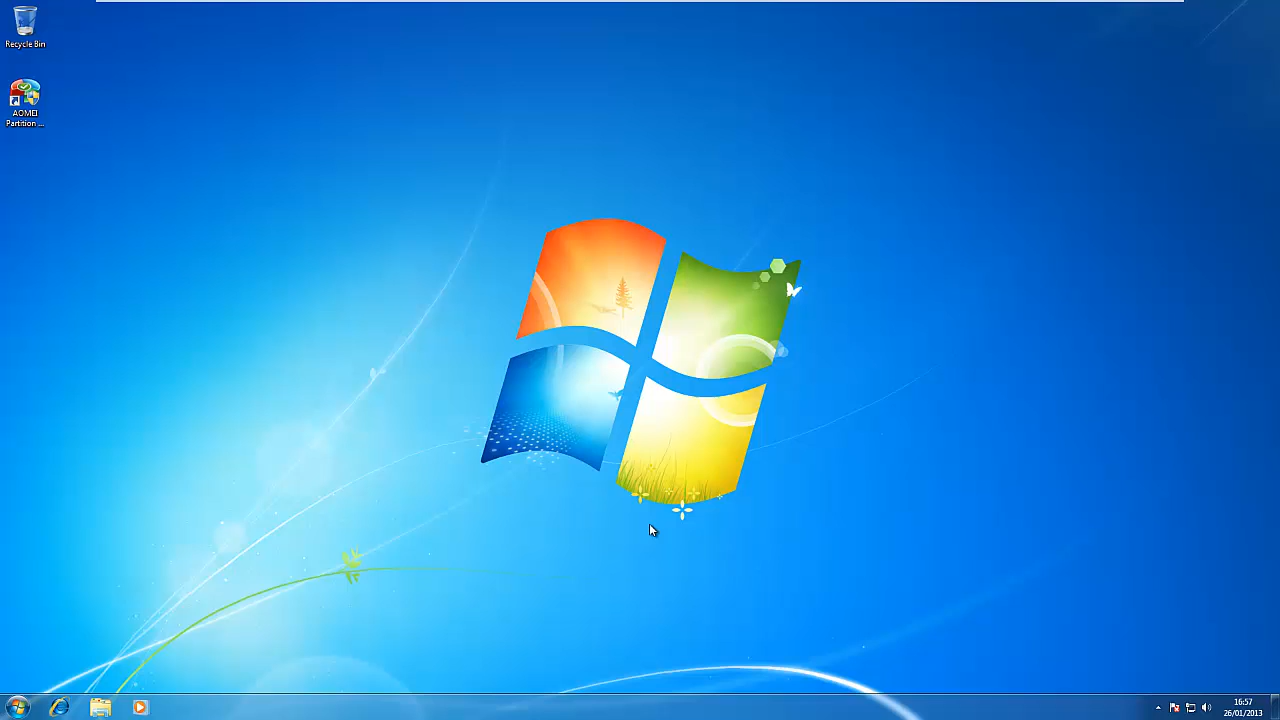 Recycle Bin
AOMEI
Partition ...
16:57
26/01/2013